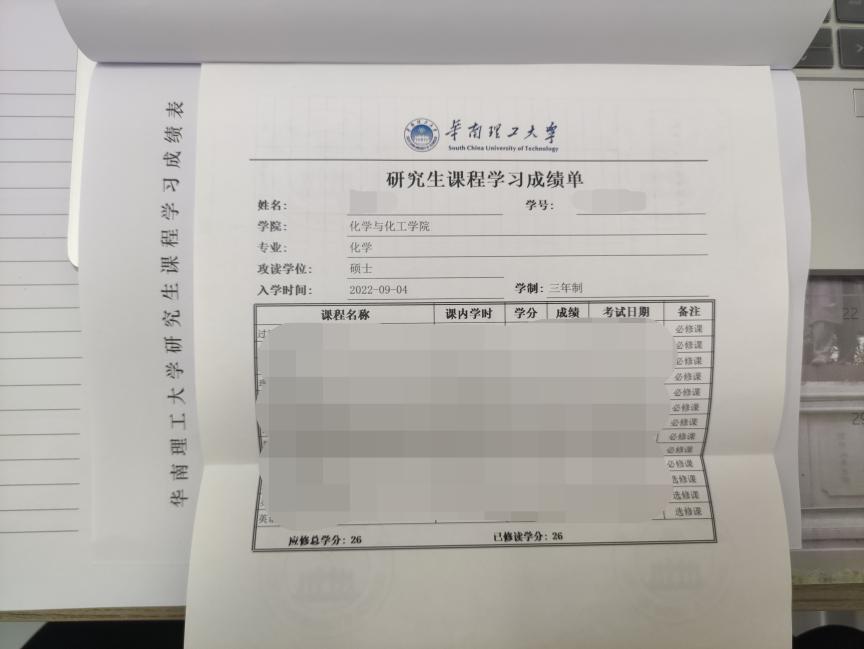 华南理工大学研究生课程学习成绩表
华南理工大学
South China University of Technology
研究生课程学习成绩单
姓名： 学号：
学院： 化学与化工学院
专业： 化学
攻读学位： 硕士
入学时间： 2022-09-04 学制：三年制
课程名称 课内学时 学分 成绩 考试日期 备注
必修课
必修课
必修课
必修课
必修课
必修课
必修课
必修课
必修课
必修课
选修课
选修课
英 选修课
应修总学分：26 已修读学分：26